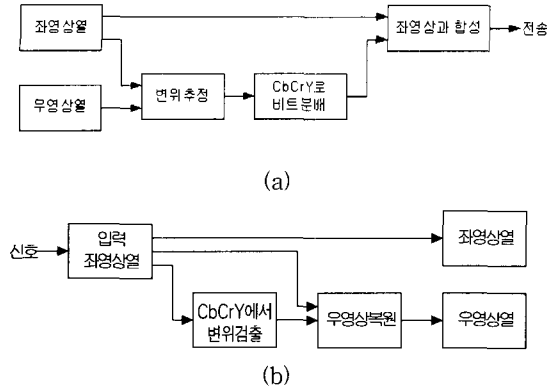 좌영상열
좌영상과 합성
전송
우영상열
변위추정
CbCrY로
비트분배
(a)
신호
입력
좌영상열
좌영상열
CbCrY에서
변위검출
우영상복원
우영상열
(b)